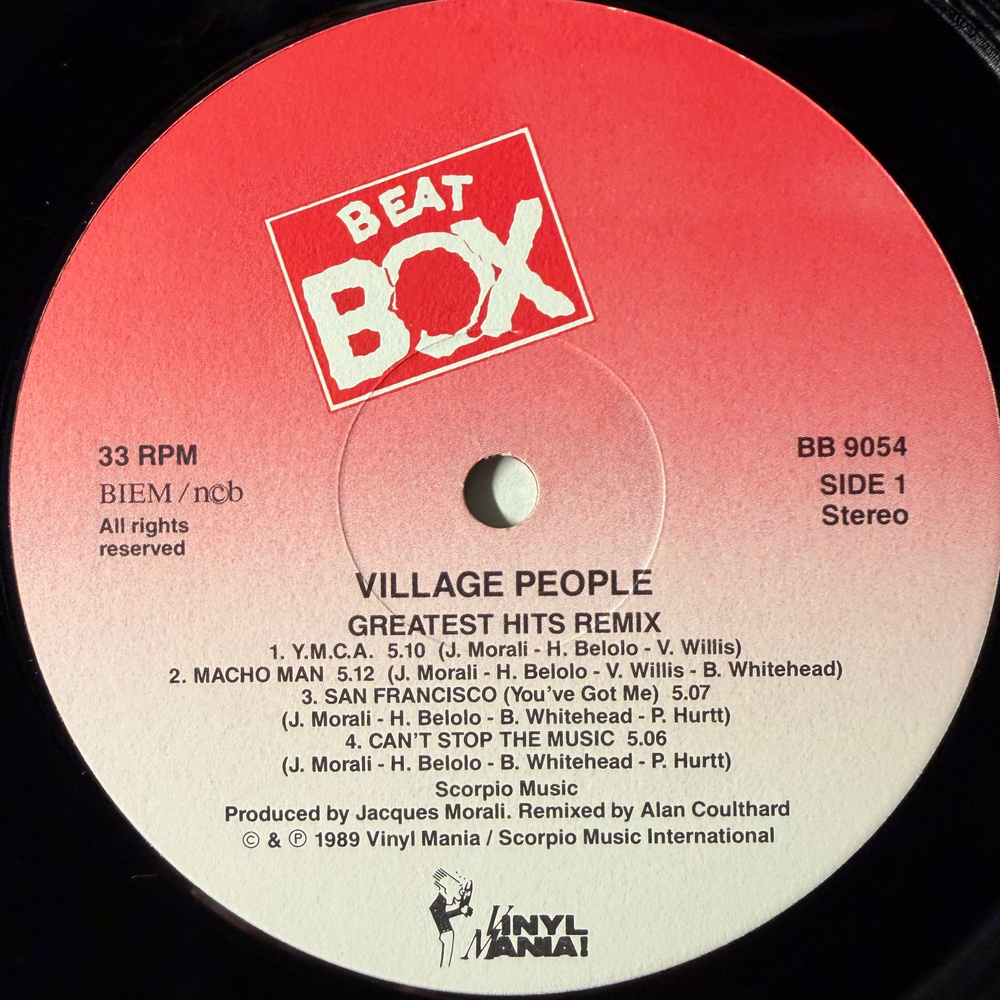 BEAT
BOX
33 RPM
BIEM / n©b
All rights
reserved
BB 9054
SIDE 1
Stereo
VILLAGE PEOPLE
GREATEST HITS REMIX
1. Y.M.C.A. 5.10 (J. Morali - H. Belolo - V. Willis)
2. MACHO MAN 5.12 (J. Morali - H. Belolo - V. Willis - B. Whitehead)
3. SAN FRANCISCO (You've Got Me) 5.07
(J. Morali - H. Belolo - B. Whitehead - P. Hurtt)
4. CAN'T STOP THE MUSIC 5.06
(J. Morali - H. Belolo - B. Whitehead - P. Hurtt)
Scorpio Music
Produced by Jacques Morali. Remixed by Alan Coulthard
© & ℗ 1989 Vinyl Mania / Scorpio Music International
VINYL
MANIA!